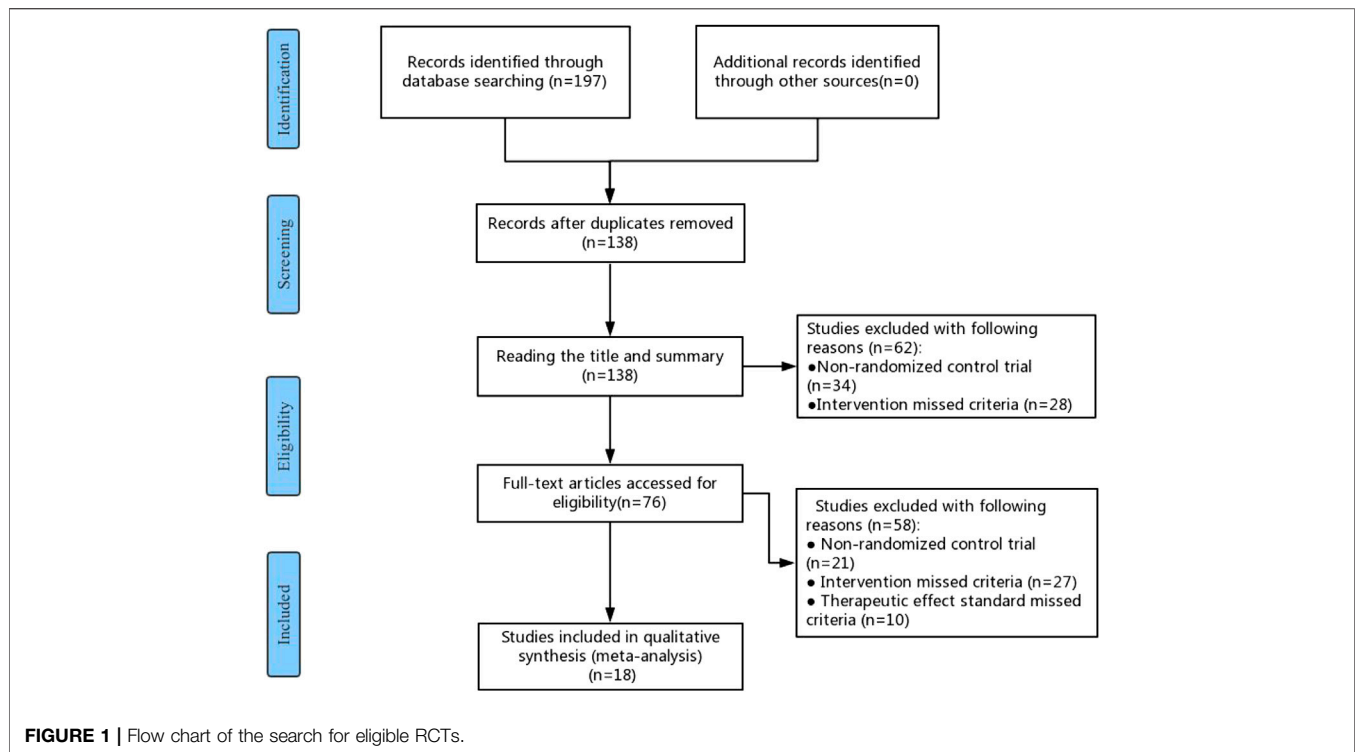 Identification
Records identified through
database searching (n=197)
Additional records identified
through other sources(n=0)
Screening
Records after duplicates removed
(n=138)
Reading the title and summary
(n=138)
Studies excluded with following
reasons (n=62):
●Non-randomized control trial
(n=34)
●Intervention missed criteria (n=28)
Eligibility
Full-text articles accessed for
eligibility(n=76)
Studies excluded with following
reasons (n=58):
● Non-randomized control trial
(n=21)
● Intervention missed criteria (n=27)
● Therapeutic effect standard missed
criteria (n=10)
Included
Studies included in qualitative
synthesis (meta-analysis)
(n=18)
FIGURE 1 | Flow chart of the search for eligible RCTs.